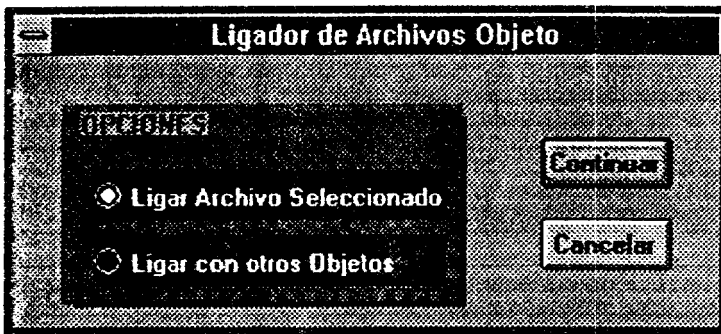 Ligador de Archivos Objeto
OPCIONES
Ligar Archivo Seleccionado
Ligar con otros Objetos
Continuar
Cancelar